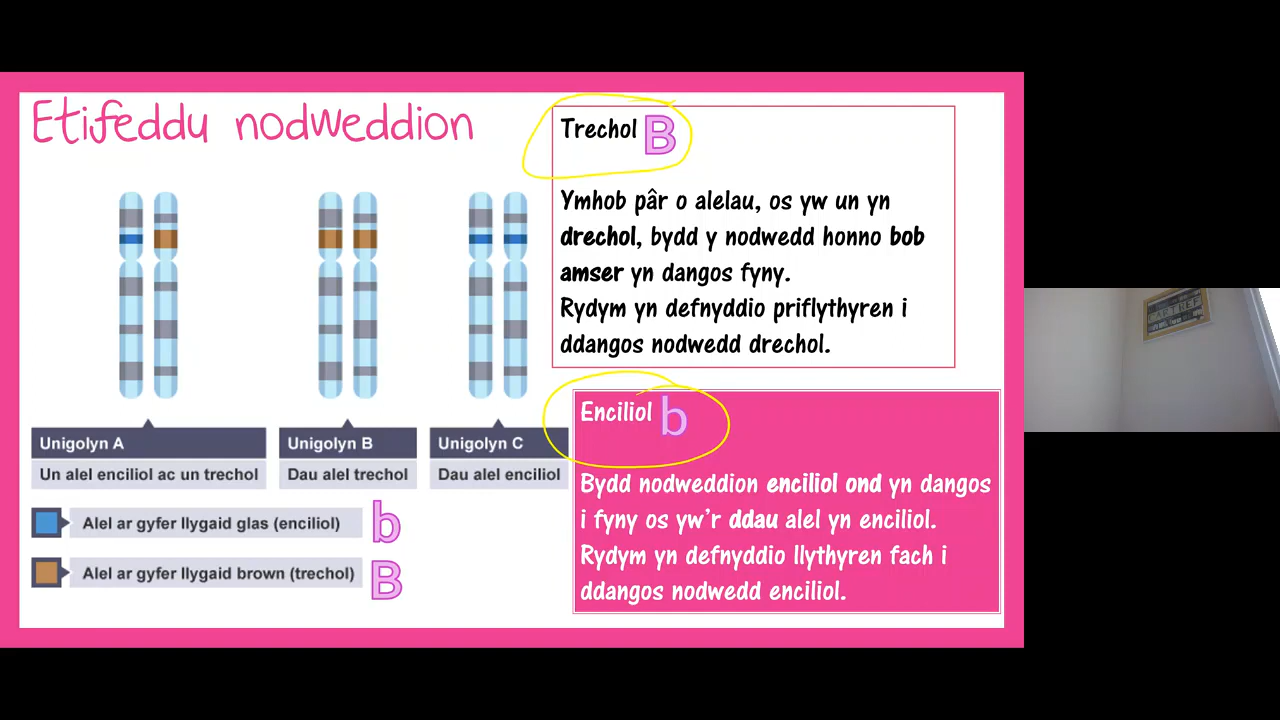 Etifeddu nodweddion
Trechol B
Ymhob pâr o alelau, os yw un yn
drechol, bydd y nodwedd honno bob
amser yn dangos fyny.
Rydym yn defnyddio priflythyren i
ddangos nodwedd drechol.
Enciliol b
Bydd nodweddion enciliol ond yn dangos
i fyny os yw'r ddau alel yn enciliol.
Rydym yn defnyddio llythyren fach i
ddangos nodwedd enciliol.
Unigolyn A
Un alel enciliol ac un trechol
Unigolyn B
Dau alel trechol
Unigolyn C
Dau alel enciliol
Alel ar gyfer llygaid glas (enciliol) b
Alel ar gyfer llygaid brown (trechol) B
CARTREF